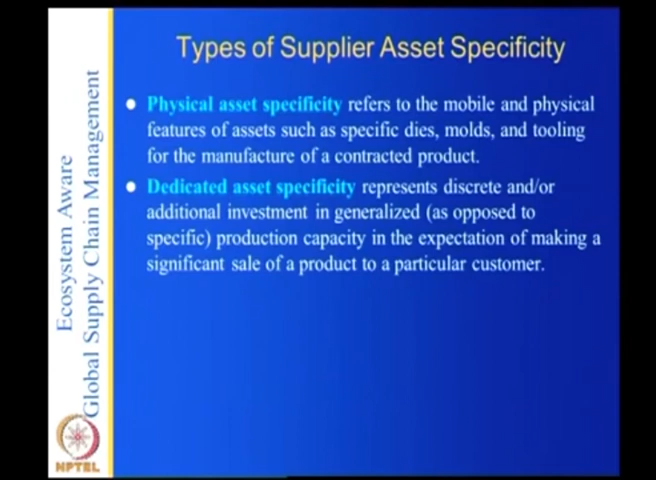 Types of Supplier Asset Specificity
Physical asset specificity refers to the mobile and physical
features of assets such as specific dies, molds, and tooling
for the manufacture of a contracted product.
Dedicated asset specificity represents discrete and/or
additional investment in generalized (as opposed to
specific) production capacity in the expectation of making a
significant sale of a product to a particular customer.
Ecosystem Aware
Global Supply Chain Management
NPTEL